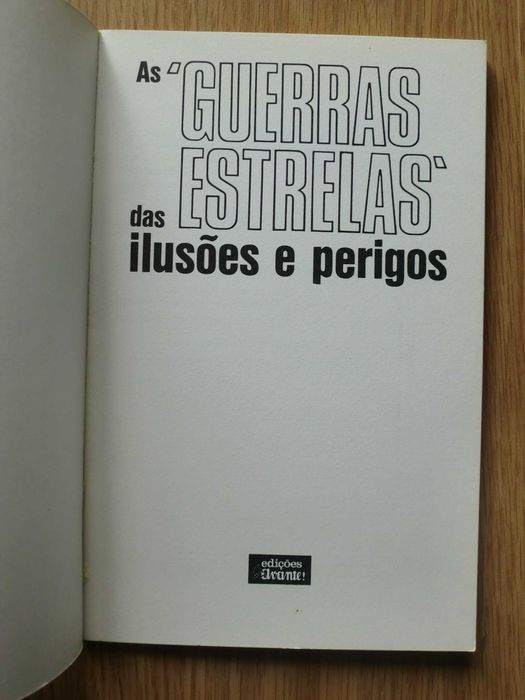 As 'GUERRAS
das ESTRELAS'
ilusões e perigos
edições
Avante!